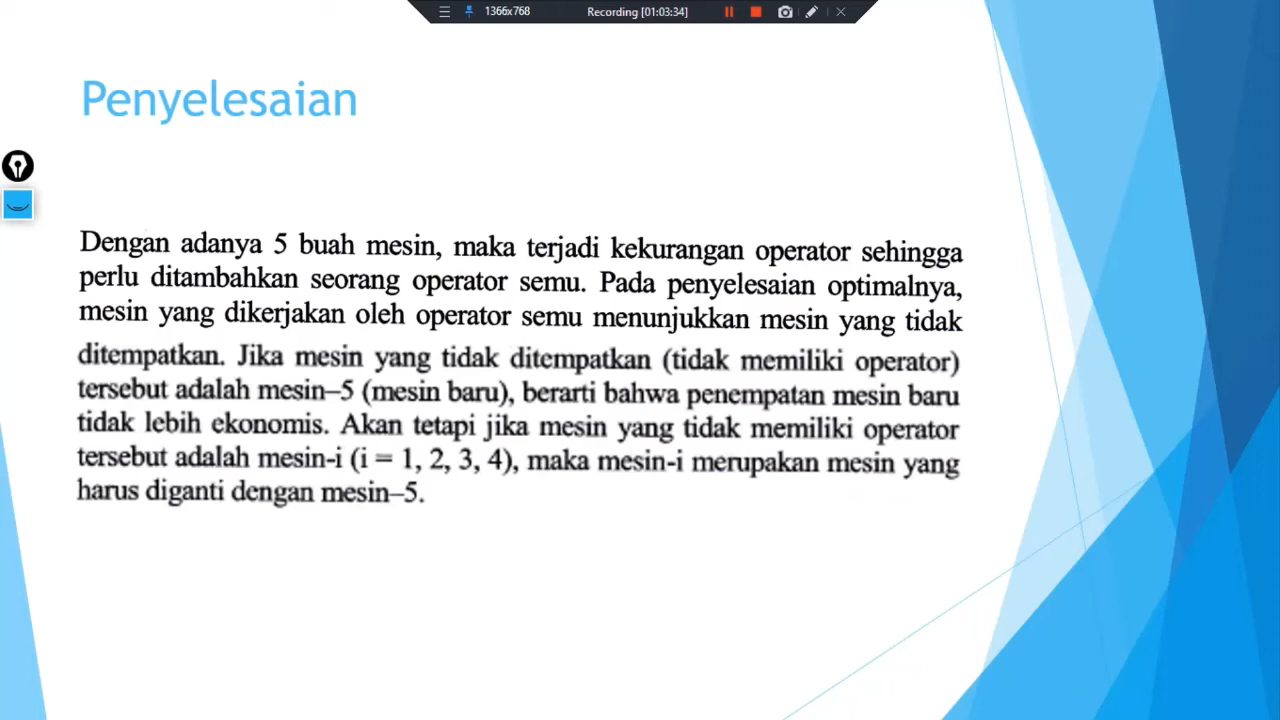 1366x768
Recording [01:03:34]
Penyelesaian
Dengan adanya 5 buah mesin, maka terjadi kekurangan operator sehingga
perlu ditambahkan seorang operator semu. Pada penyelesaian optimalnya,
mesin yang dikerjakan oleh operator semu menunjukkan mesin yang tidak
ditempatkan. Jika mesin yang tidak ditempatkan (tidak memiliki operator)
tersebut adalah mesin–5 (mesin baru), berarti bahwa penempatan mesin baru
tidak lebih ekonomis. Akan tetapi jika mesin yang tidak memiliki operator
tersebut adalah mesin-i (i = 1, 2, 3, 4), maka mesin-i merupakan mesin yang
harus diganti dengan mesin–5.